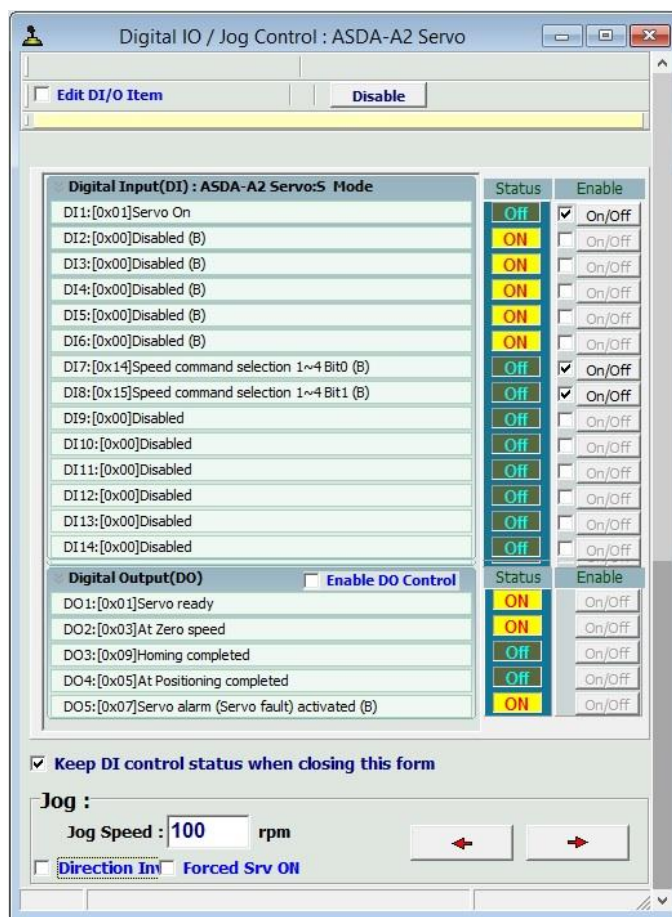 Digital IO / Jog Control : ASDA-A2 Servo
Edit DI/O Item Disable
Digital Input(DI) : ASDA-A2 Servo:S Mode Status Enable
DI1:[0x01]Servo On Off On/Off
DI2:[0x00]Disabled (B) ON On/Off
DI3:[0x00]Disabled (B) ON On/Off
DI4:[0x00]Disabled (B) ON On/Off
DI5:[0x00]Disabled (B) ON On/Off
DI6:[0x00]Disabled (B) ON On/Off
DI7:[0x14]Speed command selection 1~4 Bit0 (B) Off On/Off
DI8:[0x15]Speed command selection 1~4 Bit1 (B) Off On/Off
DI9:[0x00]Disabled Off On/Off
DI10:[0x00]Disabled Off On/Off
DI11:[0x00]Disabled Off On/Off
DI12:[0x00]Disabled Off On/Off
DI13:[0x00]Disabled Off On/Off
DI14:[0x00]Disabled Off On/Off
Digital Output(DO) Enable DO Control Status Enable
DO1:[0x01]Servo ready ON On/Off
DO2:[0x03]At Zero speed ON On/Off
DO3:[0x09]Homing completed Off On/Off
DO4:[0x05]At Positioning completed Off On/Off
DO5:[0x07]Servo alarm (Servo fault) activated (B) ON On/Off
Keep DI control status when closing this form
Jog :
Jog Speed : 100 rpm
Direction Inv Forced Srv ON